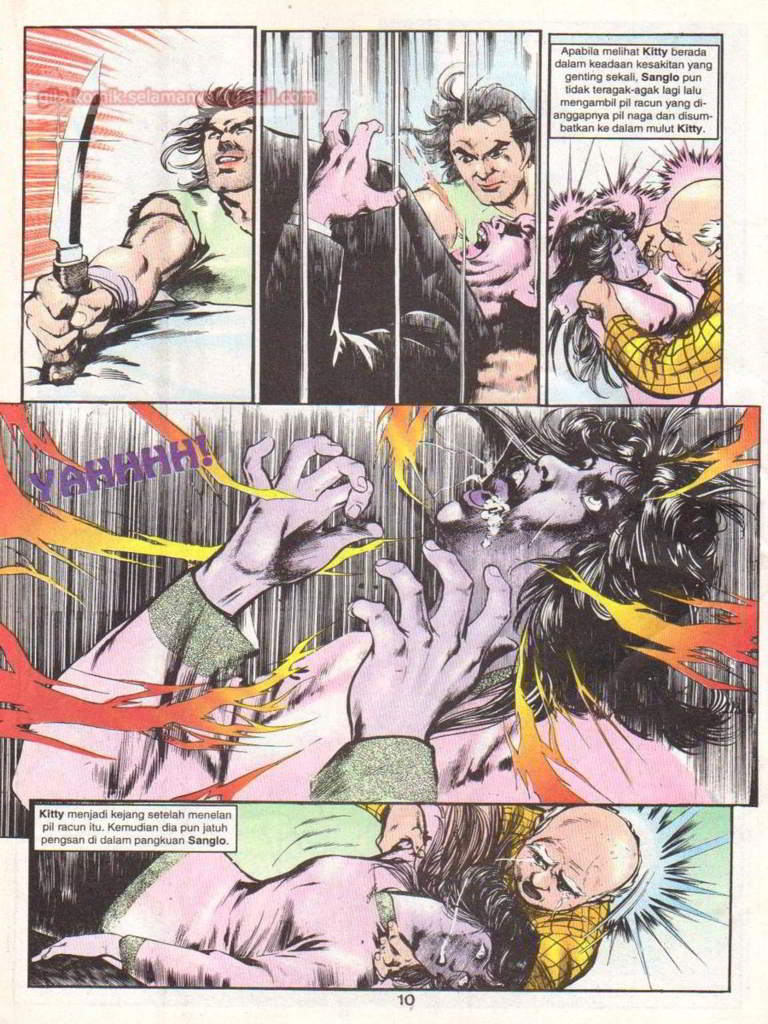 Apabila melihat Kitty berada
dalam keadaan kesakitan yang
genting sekali, Sanglo pun
tidak teragak-agak lagi lalu
mengambil pil racun yang di-
anggapnya pil naga dan disum-
batkan ke dalam mulut Kitty.
YAHHHH!
Kitty menjadi kejang setelah menelan
pil racun itu. Kemudian dia pun jatuh
pengsan di dalam pangkuan Sanglo.
10